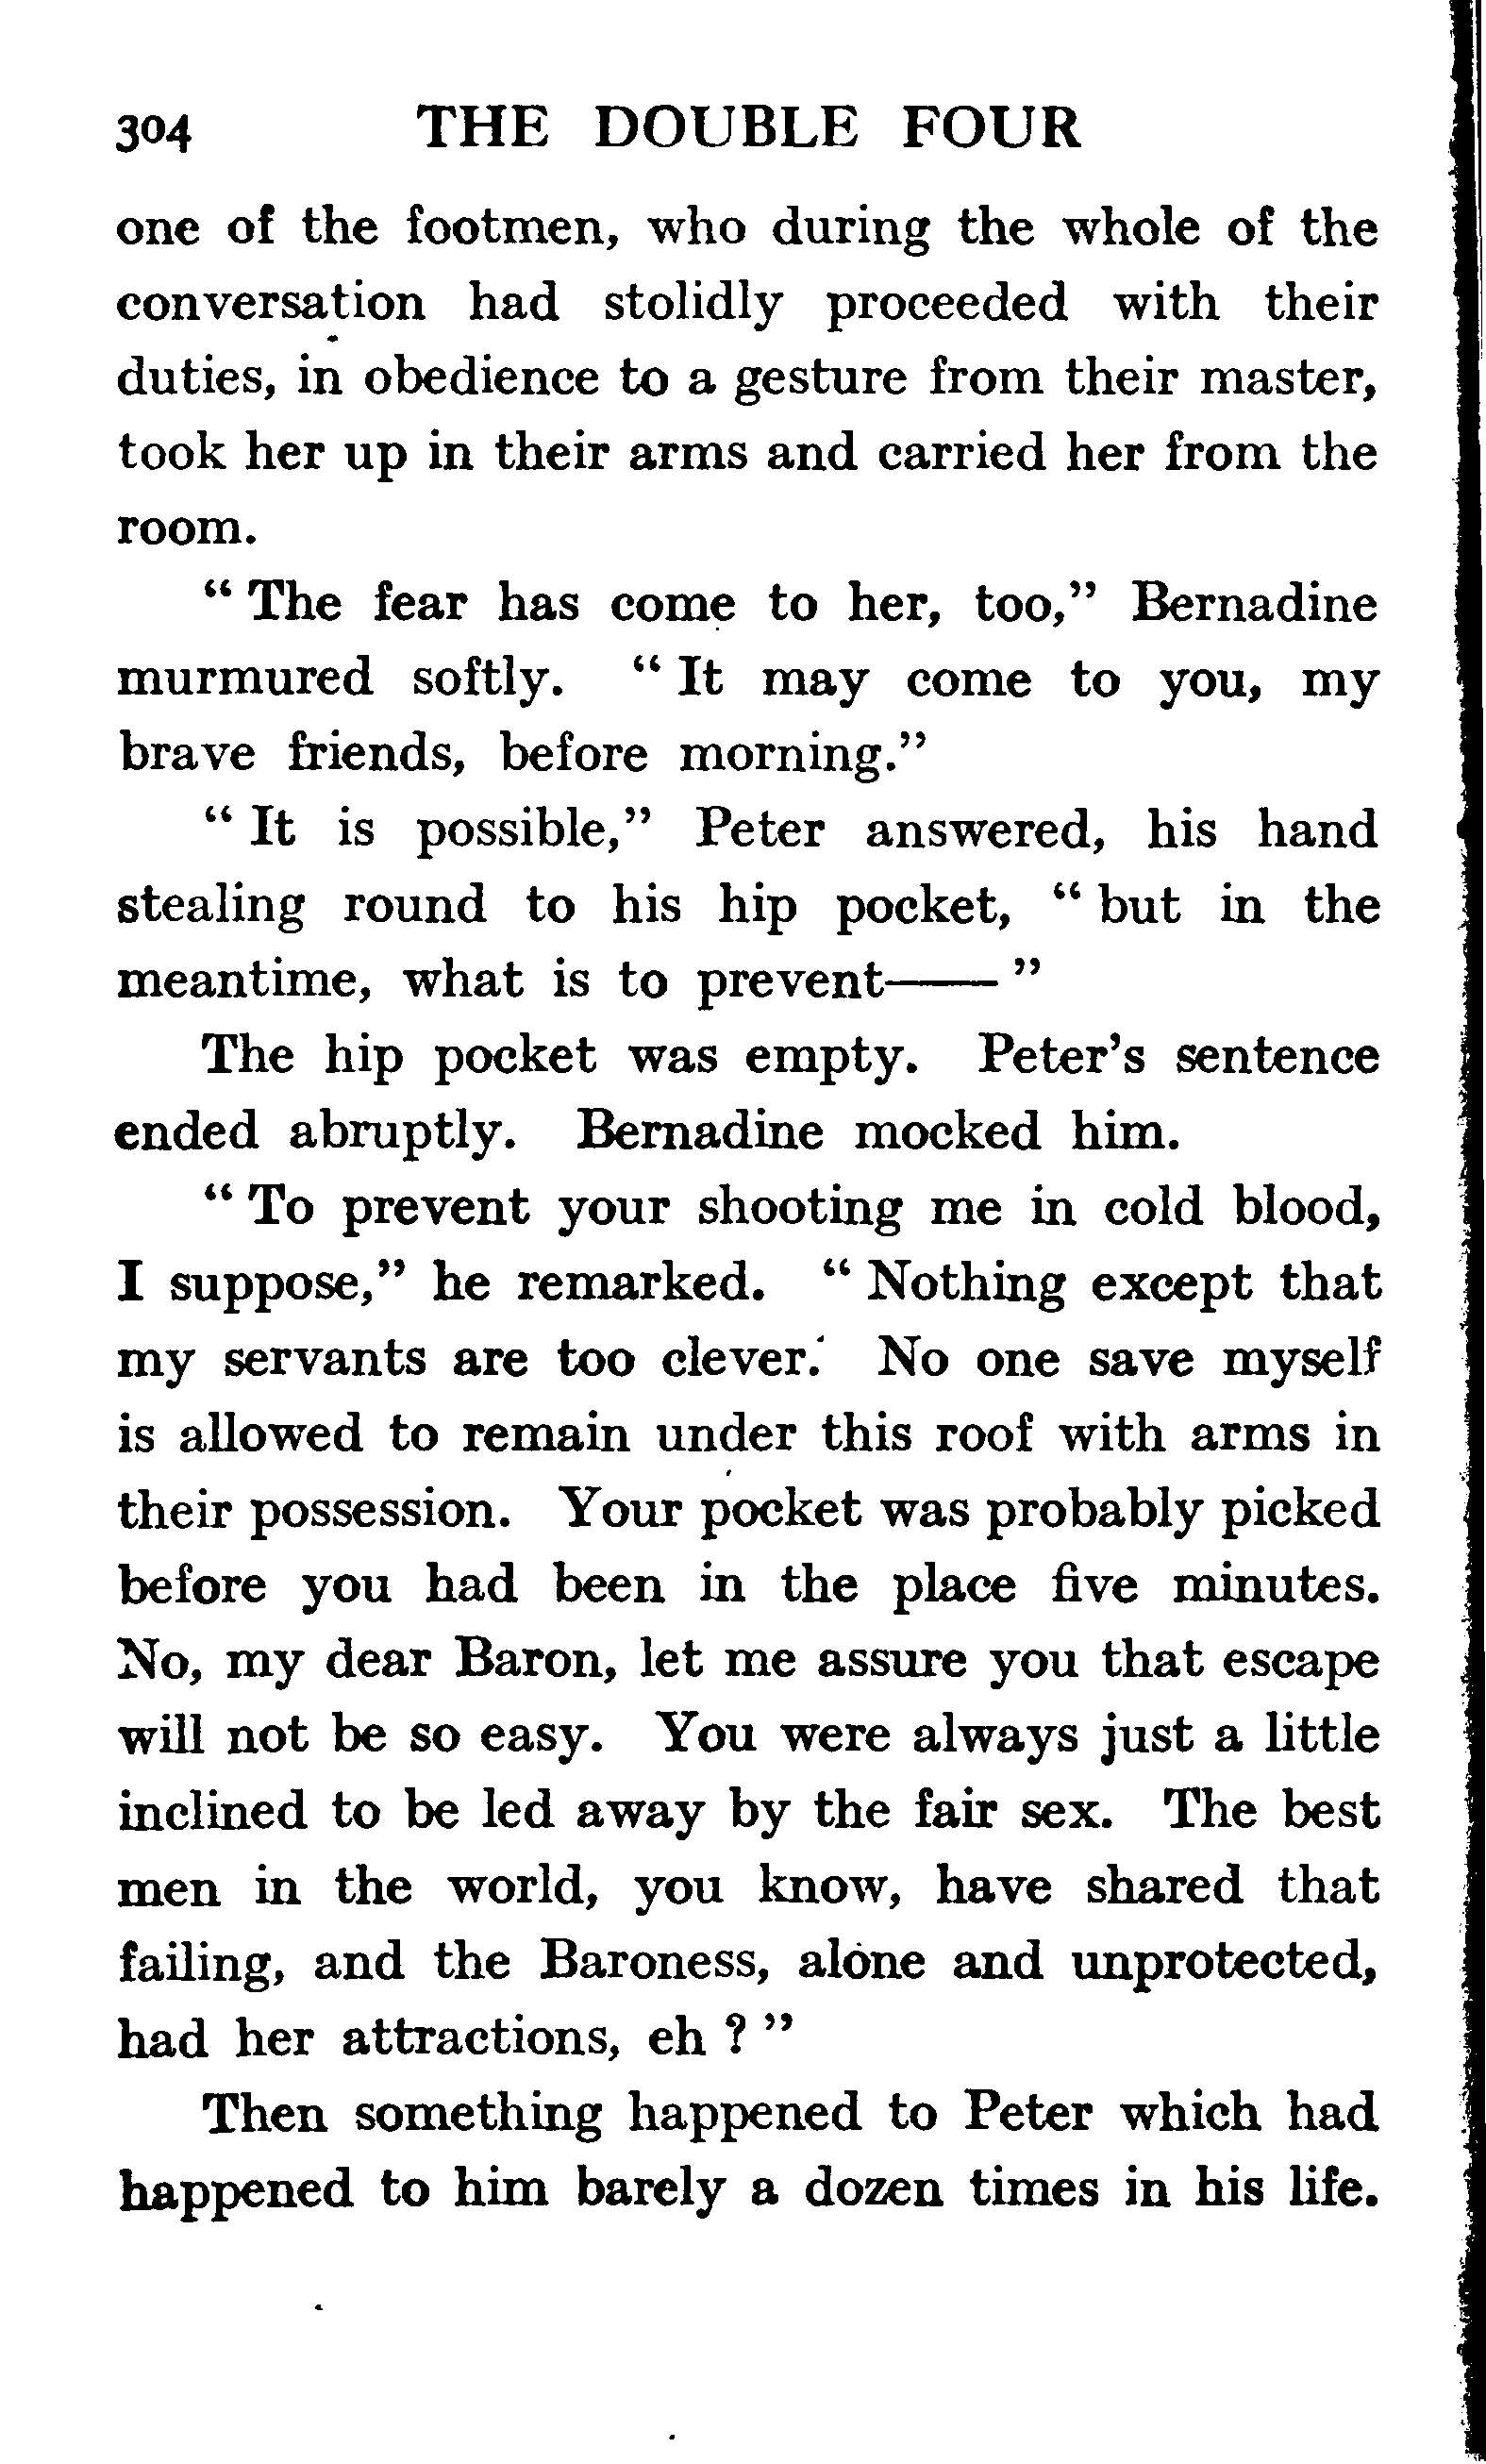 304 THE DOUBLE FOUR
one of the footmen, who during the whole of the
conversation had stolidly proceeded with their
duties, in obedience to a gesture from their master,
took her up in their arms and carried her from the
room.
“ The fear has come to her, too,” Bernadine
murmured softly. “ It may come to you, my
brave friends, before morning.”
“ It is possible,” Peter answered, his hand
stealing round to his hip pocket, “ but in the
meantime, what is to prevent—— ”
The hip pocket was empty. Peter’s sentence
ended abruptly. Bernadine mocked him.
“ To prevent your shooting me in cold blood,
I suppose,” he remarked. “ Nothing except that
my servants are too clever. No one save myself
is allowed to remain under this roof with arms in
their possession. Your pocket was probably picked
before you had been in the place five minutes.
No, my dear Baron, let me assure you that escape
will not be so easy. You were always just a little
inclined to be led away by the fair sex. The best
men in the world, you know, have shared that
failing, and the Baroness, alone and unprotected,
had her attractions, eh ? ”
Then something happened to Peter which had
happened to him barely a dozen times in his life.